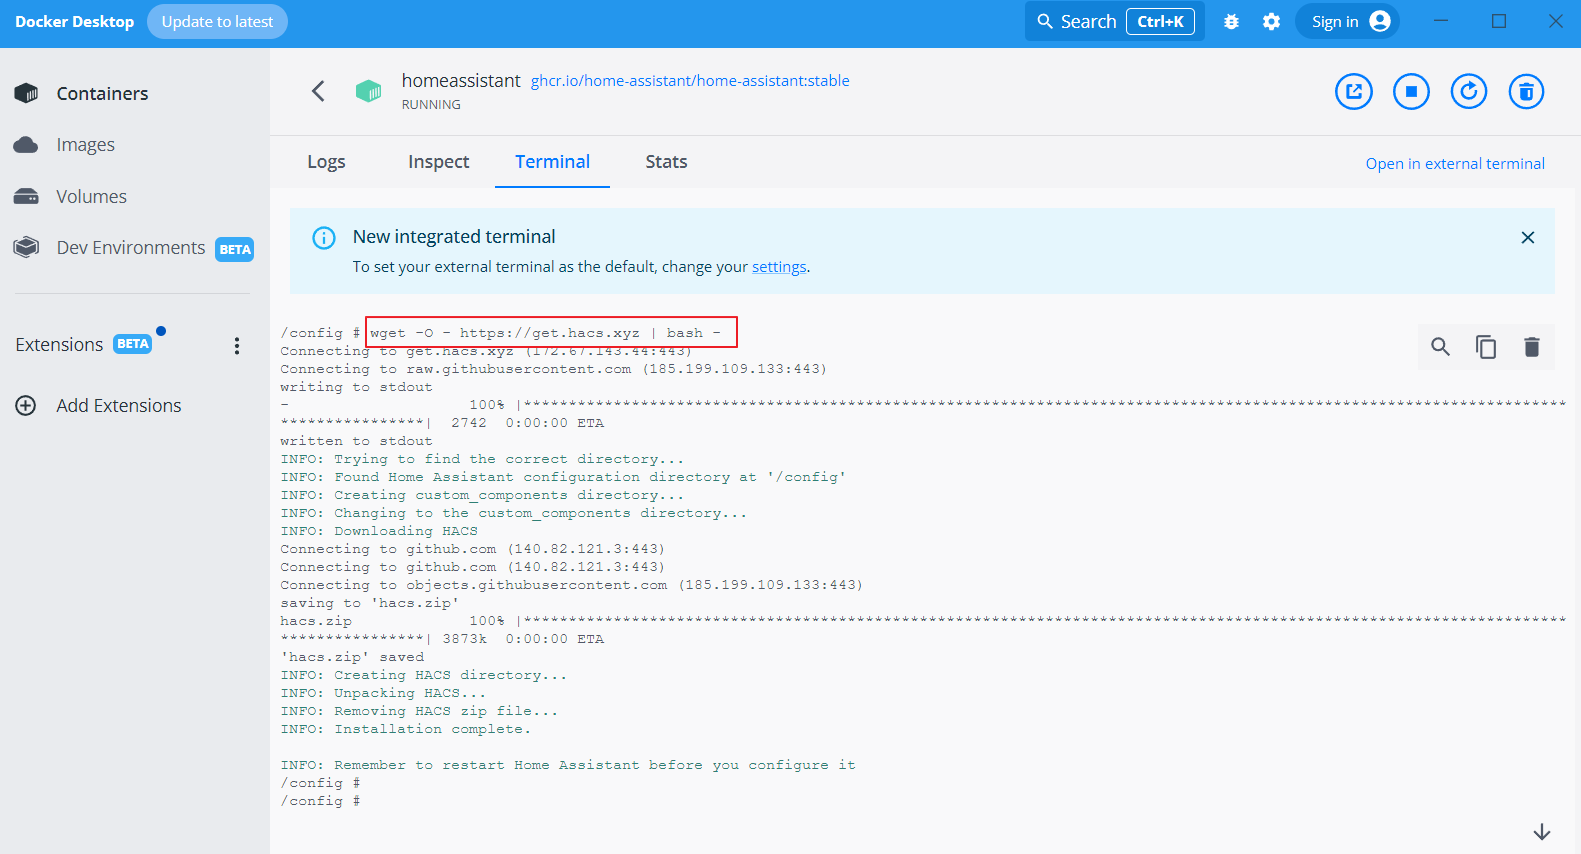 Docker Desktop Update to latest Search Ctrl+K Sign in
Containers
Images
Volumes
Dev Environments BETA
Extensions BETA
Add Extensions
homeassistant ghcr.io/home-assistant/home-assistant:stable
RUNNING
Logs Inspect Terminal Stats Open in external terminal
New integrated terminal
To set your external terminal as the default, change your settings.
/config # wget -O - https://get.hacs.xyz | bash -
Connecting to get.hacs.xyz (172.67.143.44:443)
Connecting to raw.githubusercontent.com (185.199.109.133:443)
writing to stdout
-                    100% |********************************************************************************************************************
****************|  2742  0:00:00 ETA
written to stdout
INFO: Trying to find the correct directory...
INFO: Found Home Assistant configuration directory at '/config'
INFO: Creating custom_components directory...
INFO: Changing to the custom_components directory...
INFO: Downloading HACS
Connecting to github.com (140.82.121.3:443)
Connecting to github.com (140.82.121.3:443)
Connecting to objects.githubusercontent.com (185.199.109.133:443)
saving to 'hacs.zip'
hacs.zip             100% |********************************************************************************************************************
****************| 3873k  0:00:00 ETA
'hacs.zip' saved
INFO: Creating HACS directory...
INFO: Unpacking HACS...
INFO: Removing HACS zip file...
INFO: Installation complete.
INFO: Remember to restart Home Assistant before you configure it
/config #
/config #